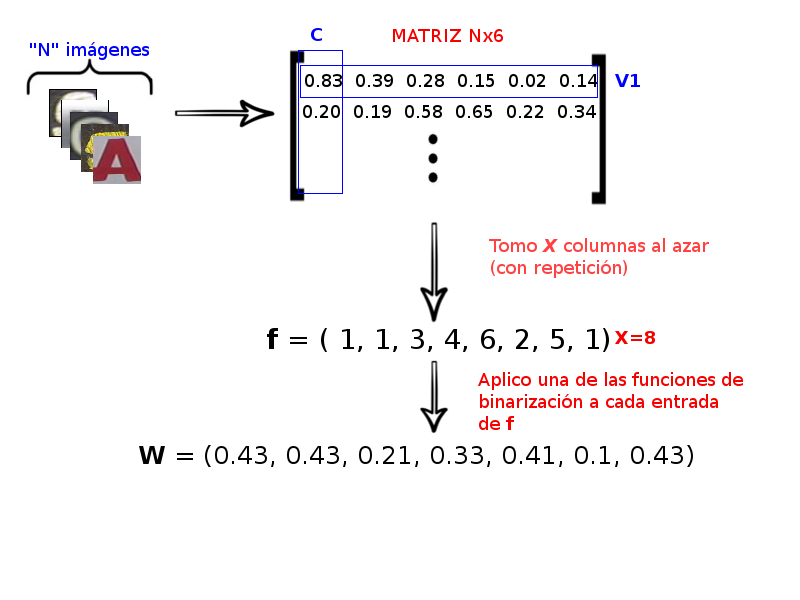 "N" imágenes
C
MATRIZ Nx6
0.83 0.39 0.28 0.15 0.02 0.14
V1
0.20 0.19 0.58 0.65 0.22 0.34
Tomo X columnas al azar
(con repetición)
f = ( 1, 1, 3, 4, 6, 2, 5, 1)
X=8
Aplico una de las funciones de
binarización a cada entrada
de f
W = (0.43, 0.43, 0.21, 0.33, 0.41, 0.1, 0.43)
A